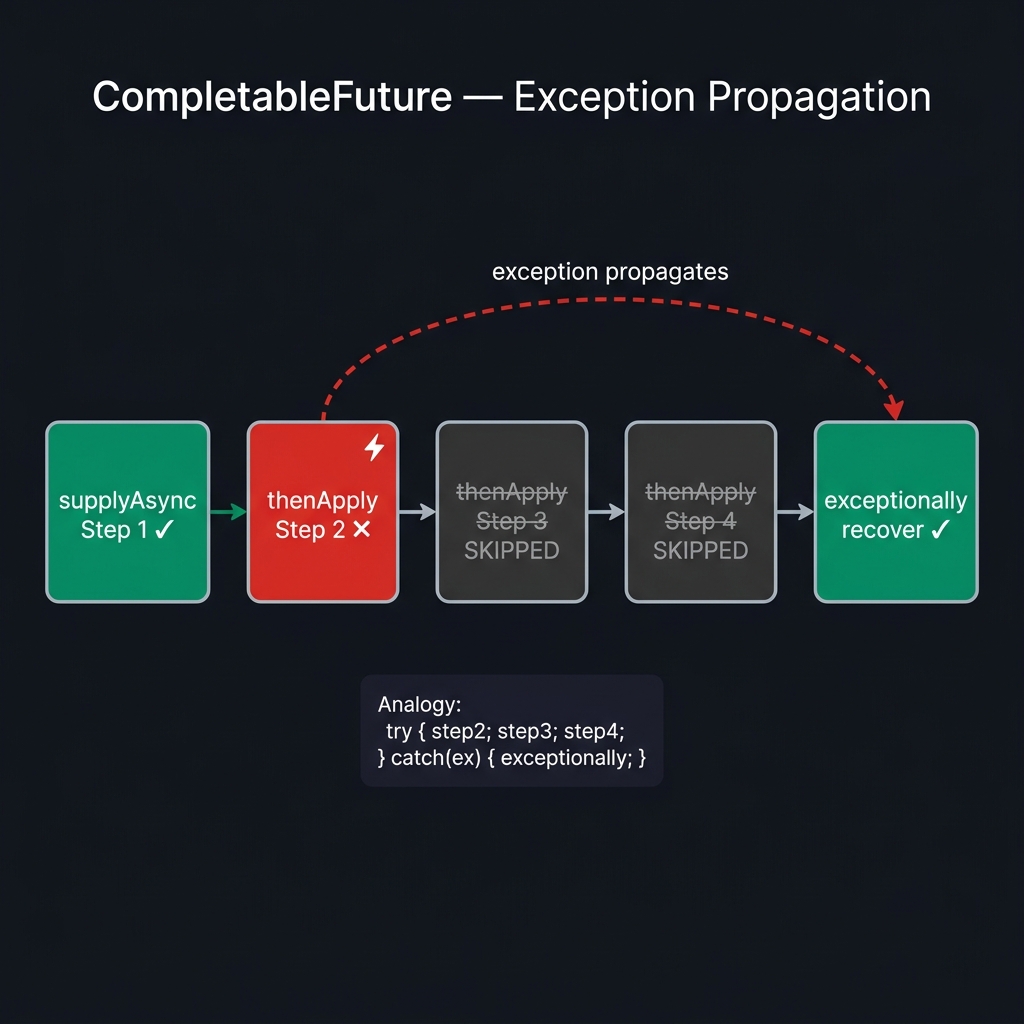 CompletableFuture — Exception Propagation
exception propagates
supplyAsync
Step 1 ✓
thenApply
Step 2 ✕
thenApply
Step 3
SKIPPED
thenApply
Step 4
SKIPPED
exceptionally
recover ✓
Analogy:
try { step2; step3; step4;
} catch(ex) { exceptionally; }